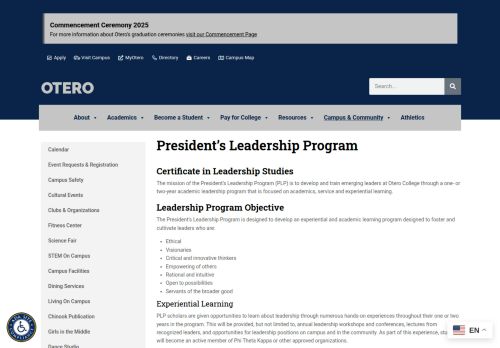 Commencement Ceremony 2025
For more information about Otero's graduation ceremonies visit our Commencement Page
Apply
Visit Campus
MyOtero
Directory
Careers
Campus Map
OTERO
Search...
About
Academics
Become a Student
Pay for College
Resources
Campus & Community
Athletics
Calendar
Event Requests & Registration
Campus Safety
Cultural Events
Clubs & Organizations
Fitness Center
Science Fair
STEM On Campus
Campus Facilities
Dining Services
Living On Campus
Chinook Publication
Girls in the Middle
Dance Studio
President's Leadership Program
Certificate in Leadership Studies
The mission of the President's Leadership Program (PLP) is to develop and train emerging leaders at Otero College through a one- or
two-year academic leadership program that is focused on academics, service and experiential learning.
Leadership Program Objective
The President's Leadership Program is designed to develop an experiential and academic learning program designed to foster and
cultivate leaders who are:
Ethical
Visionaries
Critical and innovative thinkers
Empowering of others
Rational and intuitive
Open to possibilities
Servants of the broader good
Experiential Learning
PLP scholars are given opportunities to learn about leadership through numerous hands-on experiences throughout their one or two
years in the program. This will be provided, but not limited to, annual leadership workshops and conferences, lectures from
recognized leaders, and opportunities for leadership positions on campus and in the community. As part of this experience,
will become an active member of Phi Theta Kappa or other approved organizations.
EN